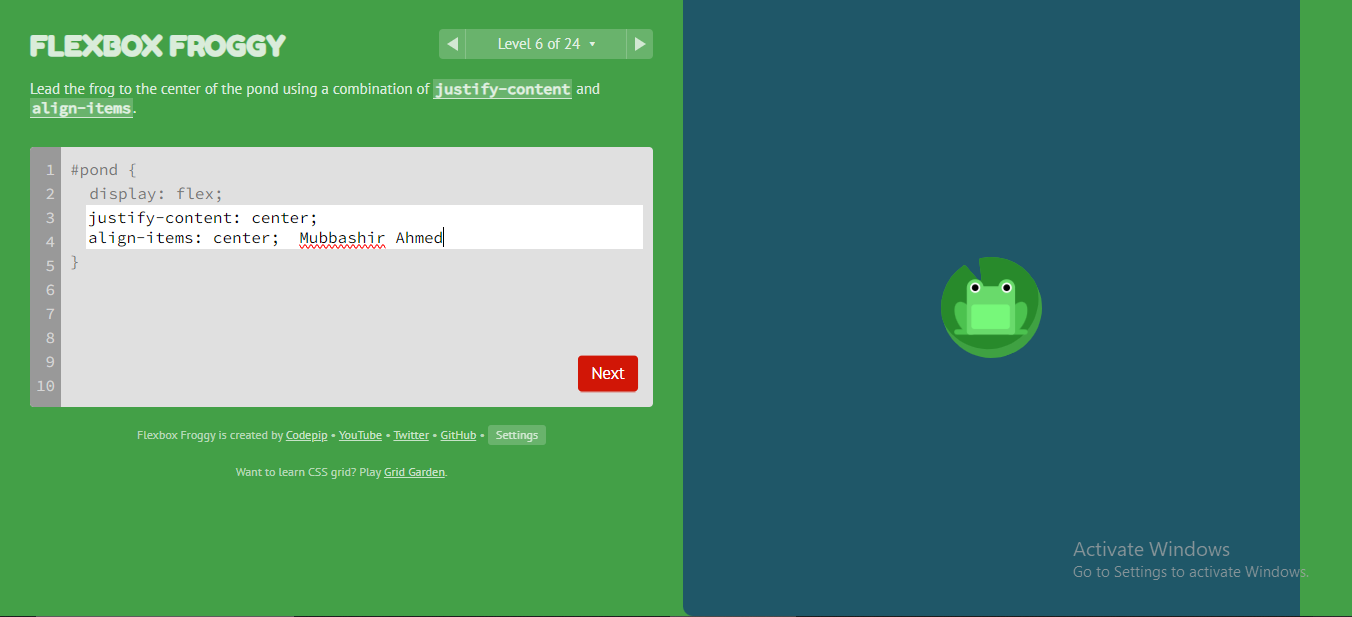 FLEXBOX FROGGY
◀ Level 6 of 24 ▾ ▶
Lead the frog to the center of the pond using a combination of justify-content and
align-items.
1 #pond {
2 display: flex;
3 justify-content: center;
4 align-items: center;  Mubbashir Ahmed
5 }
6
7
8
9
10
Next
Flexbox Froggy is created by Codepip • YouTube • Twitter • GitHub • Settings
Want to learn CSS grid? Play Grid Garden.
Activate Windows
Go to Settings to activate Windows.